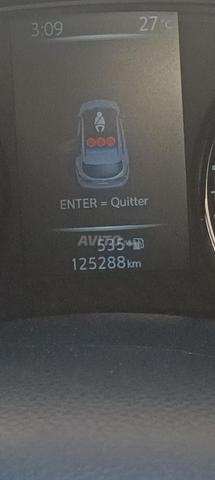 3:09 27°C
ENTER = Quitter
AVITO
535
125288 km